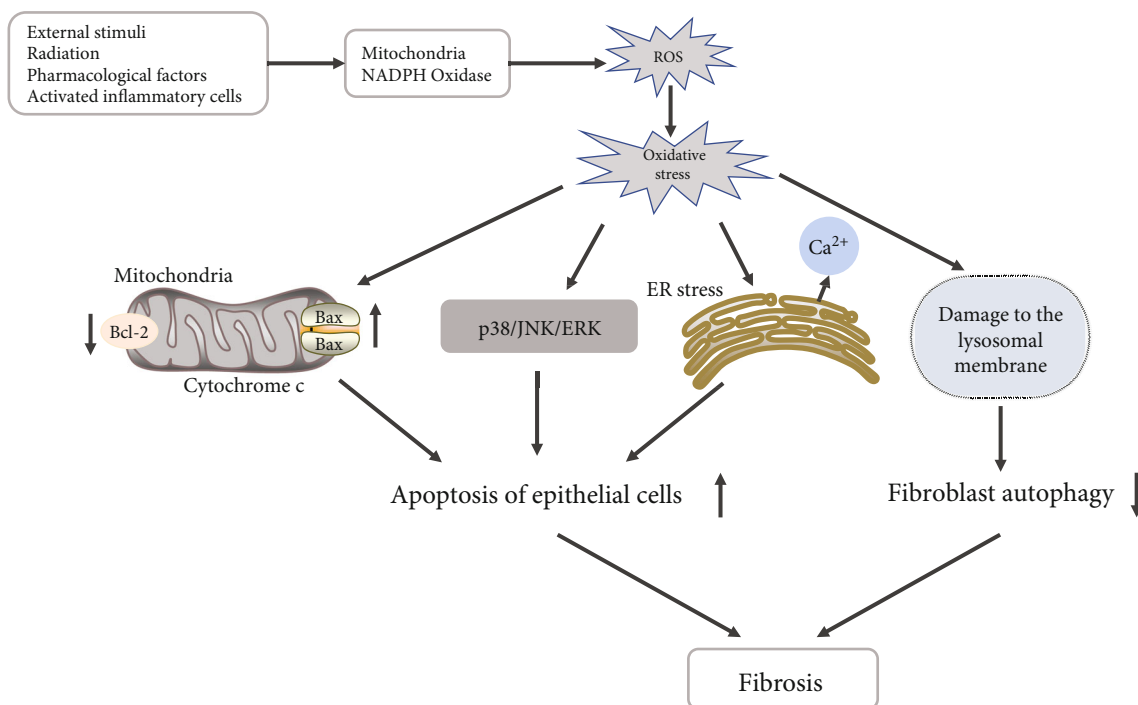 External stimuli
Radiation
Pharmacological factors
Activated inflammatory cells
Mitochondria
NADPH Oxidase
ROS
Oxidative
stress
Mitochondria
Bcl-2
Bax
Bax
Cytochrome c
p38/JNK/ERK
ER stress
Ca²⁺
Damage to the
lysosomal
membrane
Apoptosis of epithelial cells
Fibroblast autophagy
Fibrosis